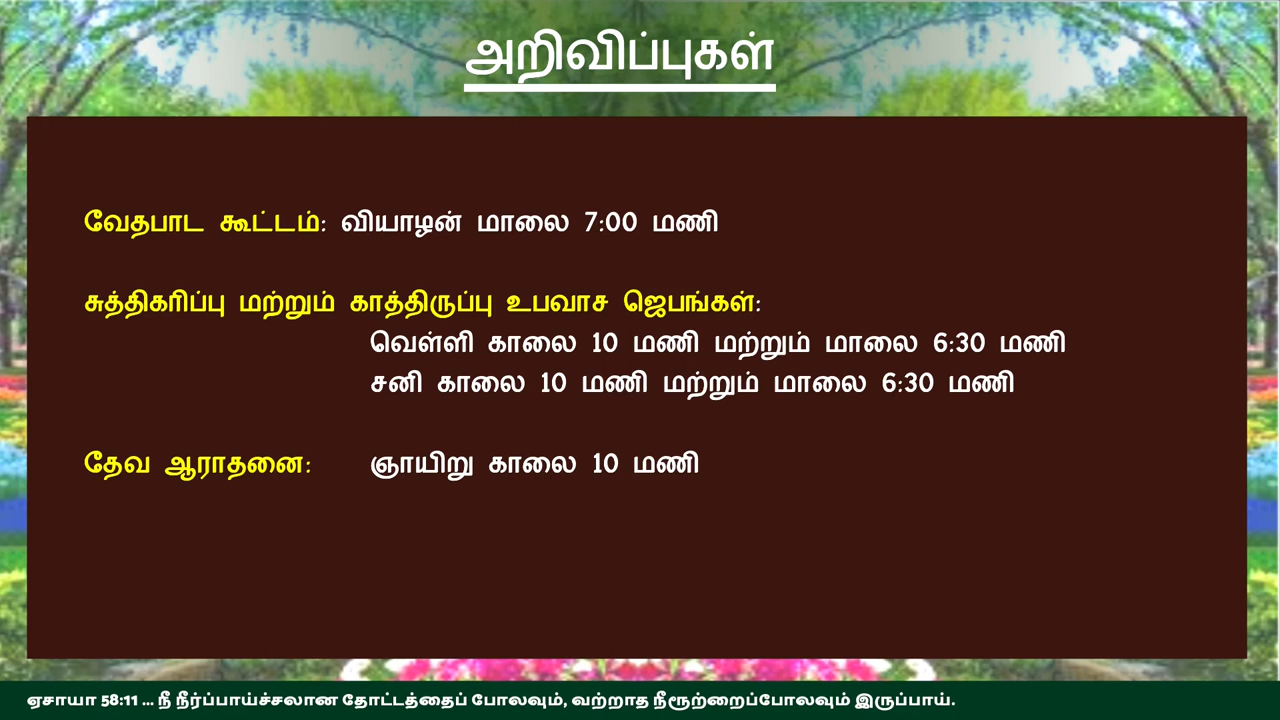 அறிவிப்புகள்
வேதபாட கூட்டம்: வியாழன் மாலை 7:00 மணி
சுத்திகரிப்பு மற்றும் காத்திருப்பு உபவாச ஜெபங்கள்:
வெள்ளி காலை 10 மணி மற்றும் மாலை 6:30 மணி
சனி காலை 10 மணி மற்றும் மாலை 6:30 மணி
தேவ ஆராதனை: ஞாயிறு காலை 10 மணி
ஏசாயா 58:11 ... நீ நீர்ப்பாய்ச்சலான தோட்டத்தைப் போலவும், வற்றாத நீரூற்றைப்போலவும் இருப்பாய்.